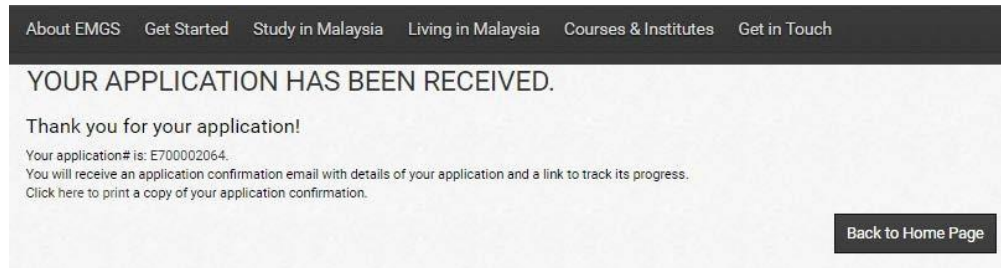 About EMGS Get Started Study in Malaysia Living in Malaysia Courses & Institutes Get in Touch
YOUR APPLICATION HAS BEEN RECEIVED.
Thank you for your application!
Your application# is: E700002064.
You will receive an application confirmation email with details of your application and a link to track its progress.
Click here to print a copy of your application confirmation.
Back to Home Page